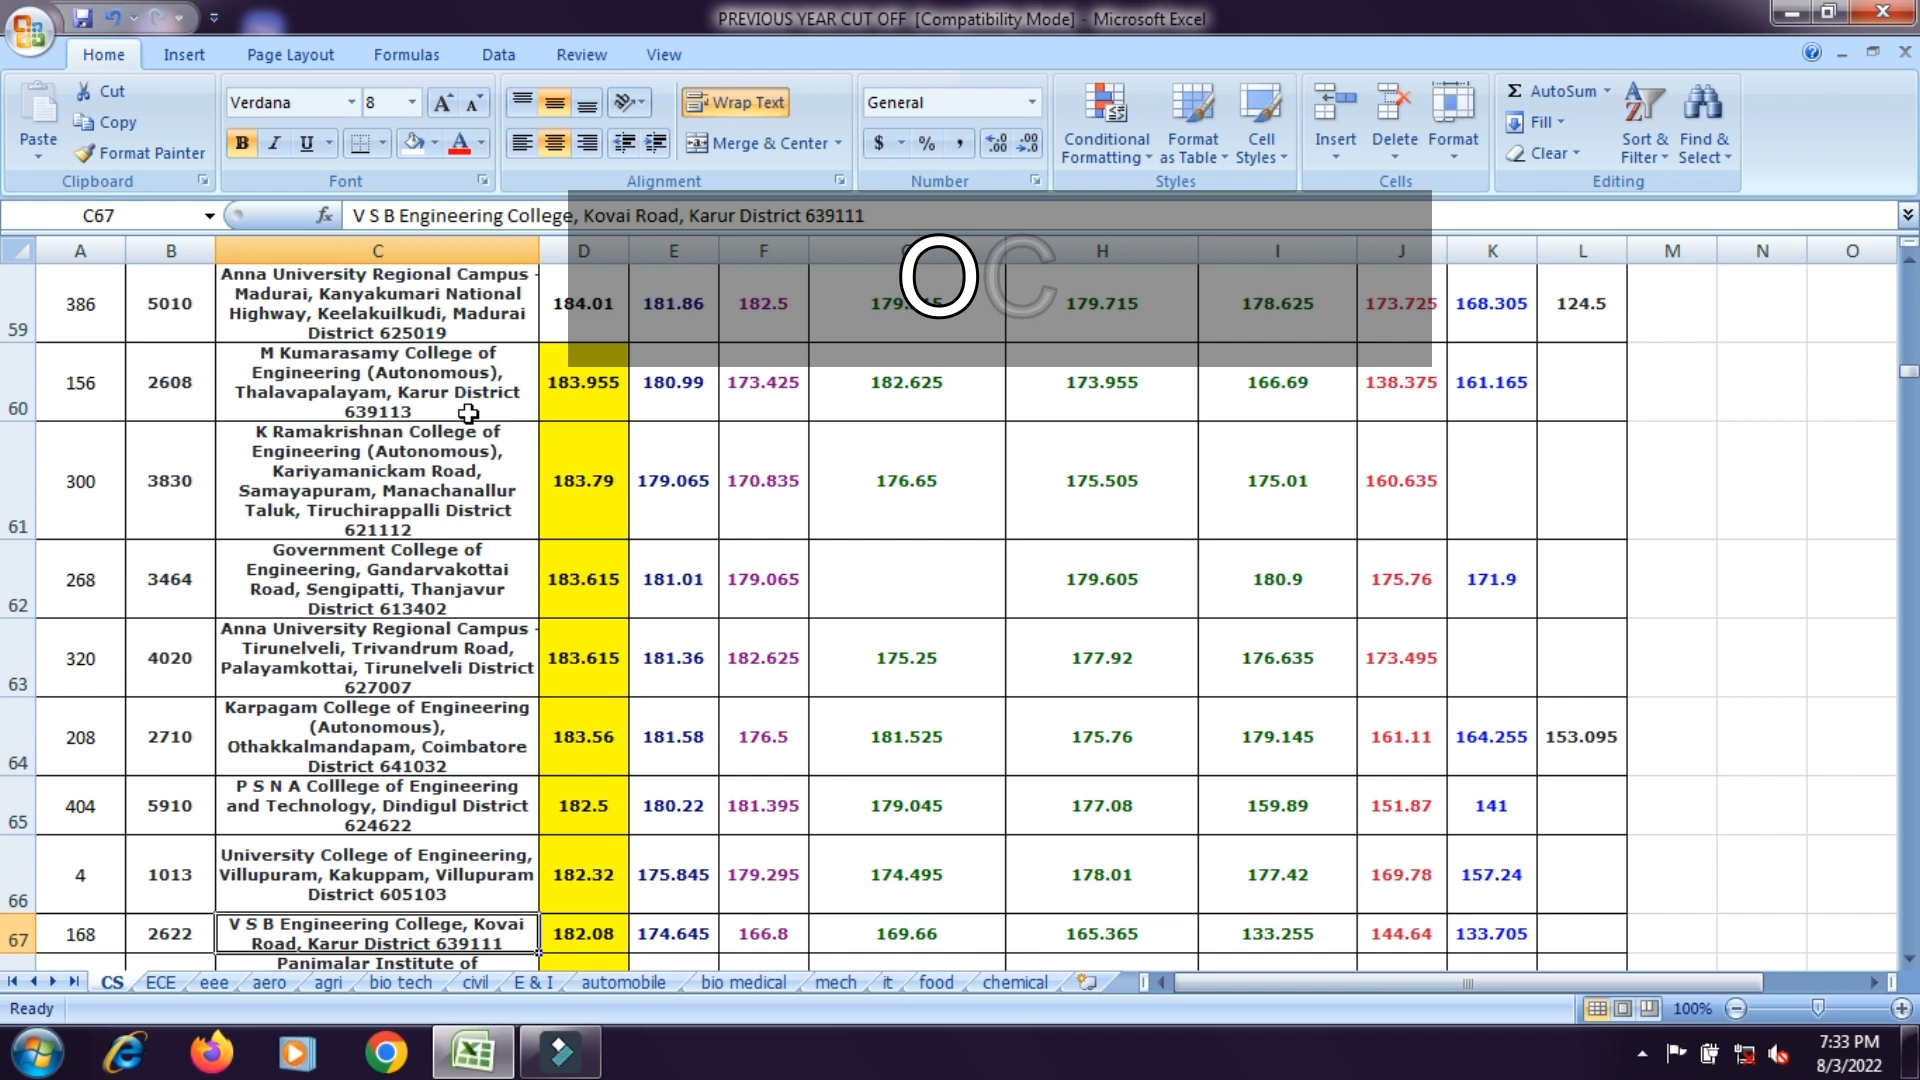 PREVIOUS YEAR CUT OFF [Compatibility Mode] - Microsoft Excel
Home Insert Page Layout Formulas Data Review View
Paste Cut Copy Format Painter
Verdana 8 A A
B I U A
Wrap Text
Merge & Center
General
$ % , .0 .00 .00 .0
Conditional Formatting Format as Table Cell Styles
Insert Delete Format
Σ AutoSum Fill Clear
Sort & Filter Find & Select
Clipboard Font Alignment Number Styles Cells Editing
C67 fx V S B Engineering College, Kovai Road, Karur District 639111
OC
A B C D E F H I J K L M N O
59 386 5010 Anna University Regional Campus - Madurai, Kanyakumari National Highway, Keelakuilkudi, Madurai District 625019 184.01 181.86 182.5 179.715 178.625 173.725 168.305 124.5
60 156 2608 M Kumarasamy College of Engineering (Autonomous), Thalavapalayam, Karur District 639113 183.955 180.99 173.425 182.625 173.955 166.69 138.375 161.165
61 300 3830 K Ramakrishnan College of Engineering (Autonomous), Kariyamanickam Road, Samayapuram, Manachanallur Taluk, Tiruchirappalli District 621112 183.79 179.065 170.835 176.65 175.505 175.01 160.635
62 268 3464 Government College of Engineering, Gandarvakottai Road, Sengipatti, Thanjavur District 613402 183.615 181.01 179.065 179.605 180.9 175.76 171.9
63 320 4020 Anna University Regional Campus - Tirunelveli, Trivandrum Road, Palayamkottai, Tirunelveli District 627007 183.615 181.36 182.625 175.25 177.92 176.635 173.495
64 208 2710 Karpagam College of Engineering (Autonomous), Othakkalmandapam, Coimbatore District 641032 183.56 181.58 176.5 181.525 175.76 179.145 161.11 164.255 153.095
65 404 5910 P S N A Colllege of Engineering and Technology, Dindigul District 624622 182.5 180.22 181.395 179.045 177.08 159.89 151.87 141
66 4 1013 University College of Engineering, Villupuram, Kakuppam, Villupuram District 605103 182.32 175.845 179.295 174.495 178.01 177.42 169.78 157.24
67 168 2622 V S B Engineering College, Kovai Road, Karur District 639111 182.08 174.645 166.8 169.66 165.365 133.255 144.64 133.705
Panimalar Institute of
CS ECE eee aero agri bio tech civil E & I automobile bio medical mech it food chemical
Ready 100%
7:33 PM
8/3/2022